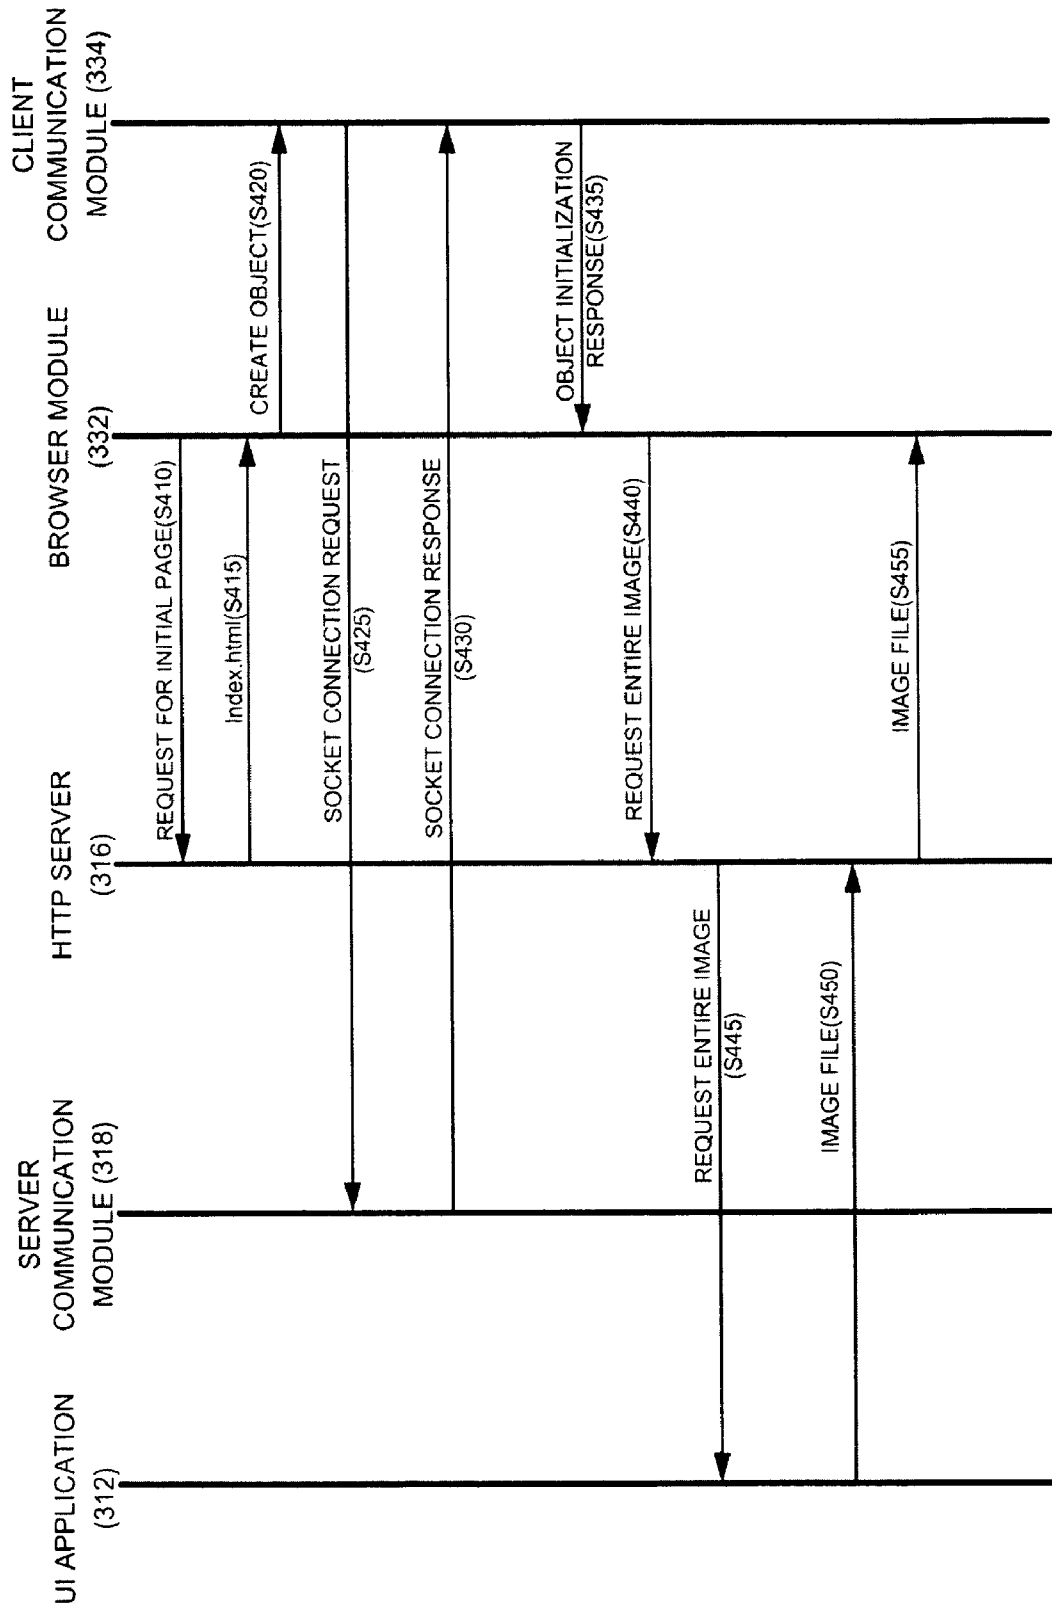 UI APPLICATION
(312)
SERVER
COMMUNICATION
MODULE (318)
HTTP SERVER
(316)
BROWSER MODULE
(332)
CLIENT
COMMUNICATION
MODULE (334)
REQUEST FOR INITIAL PAGE(S410)
Index.html(S415)
CREATE OBJECT(S420)
SOCKET CONNECTION REQUEST
(S425)
SOCKET CONNECTION RESPONSE
(S430)
OBJECT INITIALIZATION
RESPONSE(S435)
REQUEST ENTIRE IMAGE(S440)
REQUEST ENTIRE IMAGE
(S445)
IMAGE FILE(S450)
IMAGE FILE(S455)